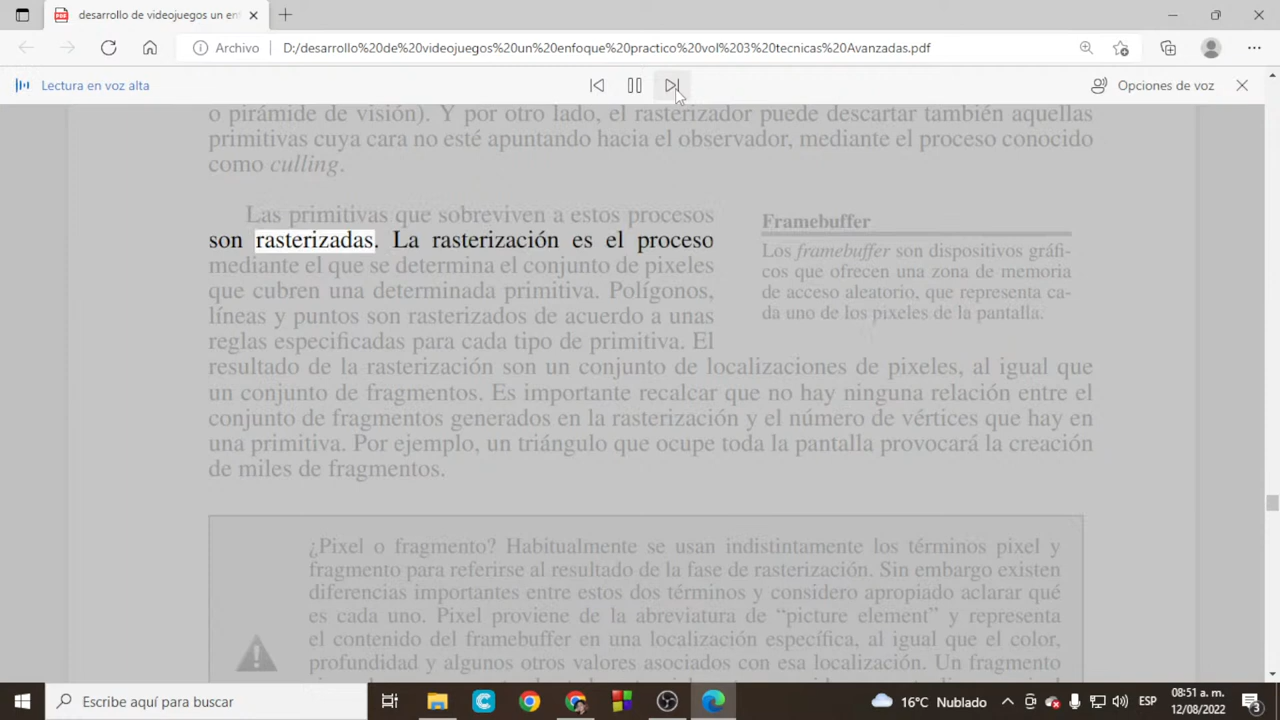 desarrollo de videojuegos un en
Archivo
D:/desarrollo%20de%20videojuegos%20un%20enfoque%20practico%20vol%203%20tecnicas%20Avanzadas.pdf
Lectura en voz alta
Opciones de voz
o pirámide de visión). Y por otro lado, el rasterizador puede descartar también aquellas
primitivas cuya cara no esté apuntando hacia el observador, mediante el proceso conocido
como culling.
Las primitivas que sobreviven a estos procesos
son rasterizadas. La rasterización es el proceso
mediante el que se determina el conjunto de pixeles
que cubren una determinada primitiva. Polígonos,
líneas y puntos son rasterizados de acuerdo a unas
reglas especificadas para cada tipo de primitiva. El
resultado de la rasterización son un conjunto de localizaciones de pixeles, al igual que
un conjunto de fragmentos. Es importante recalcar que no hay ninguna relación entre el
conjunto de fragmentos generados en la rasterización y el número de vértices que hay en
una primitiva. Por ejemplo, un triángulo que ocupe toda la pantalla provocará la creación
de miles de fragmentos.
Framebuffer
Los framebuffer son dispositivos gráfi-
cos que ofrecen una zona de memoria
de acceso aleatorio, que representa ca-
da uno de los pixeles de la pantalla.
¿Pixel o fragmento? Habitualmente se usan indistintamente los términos pixel y
fragmento para referirse al resultado de la fase de rasterización. Sin embargo existen
diferencias importantes entre estos dos términos y considero apropiado aclarar qué
es cada uno. Pixel proviene de la abreviatura de “picture element” y representa
el contenido del framebuffer en una localización específica, al igual que el color,
profundidad y algunos otros valores asociados con esa localización. Un fragmento
Escribe aquí para buscar
16°C Nublado
ESP
08:51 a. m.
12/08/2022
3